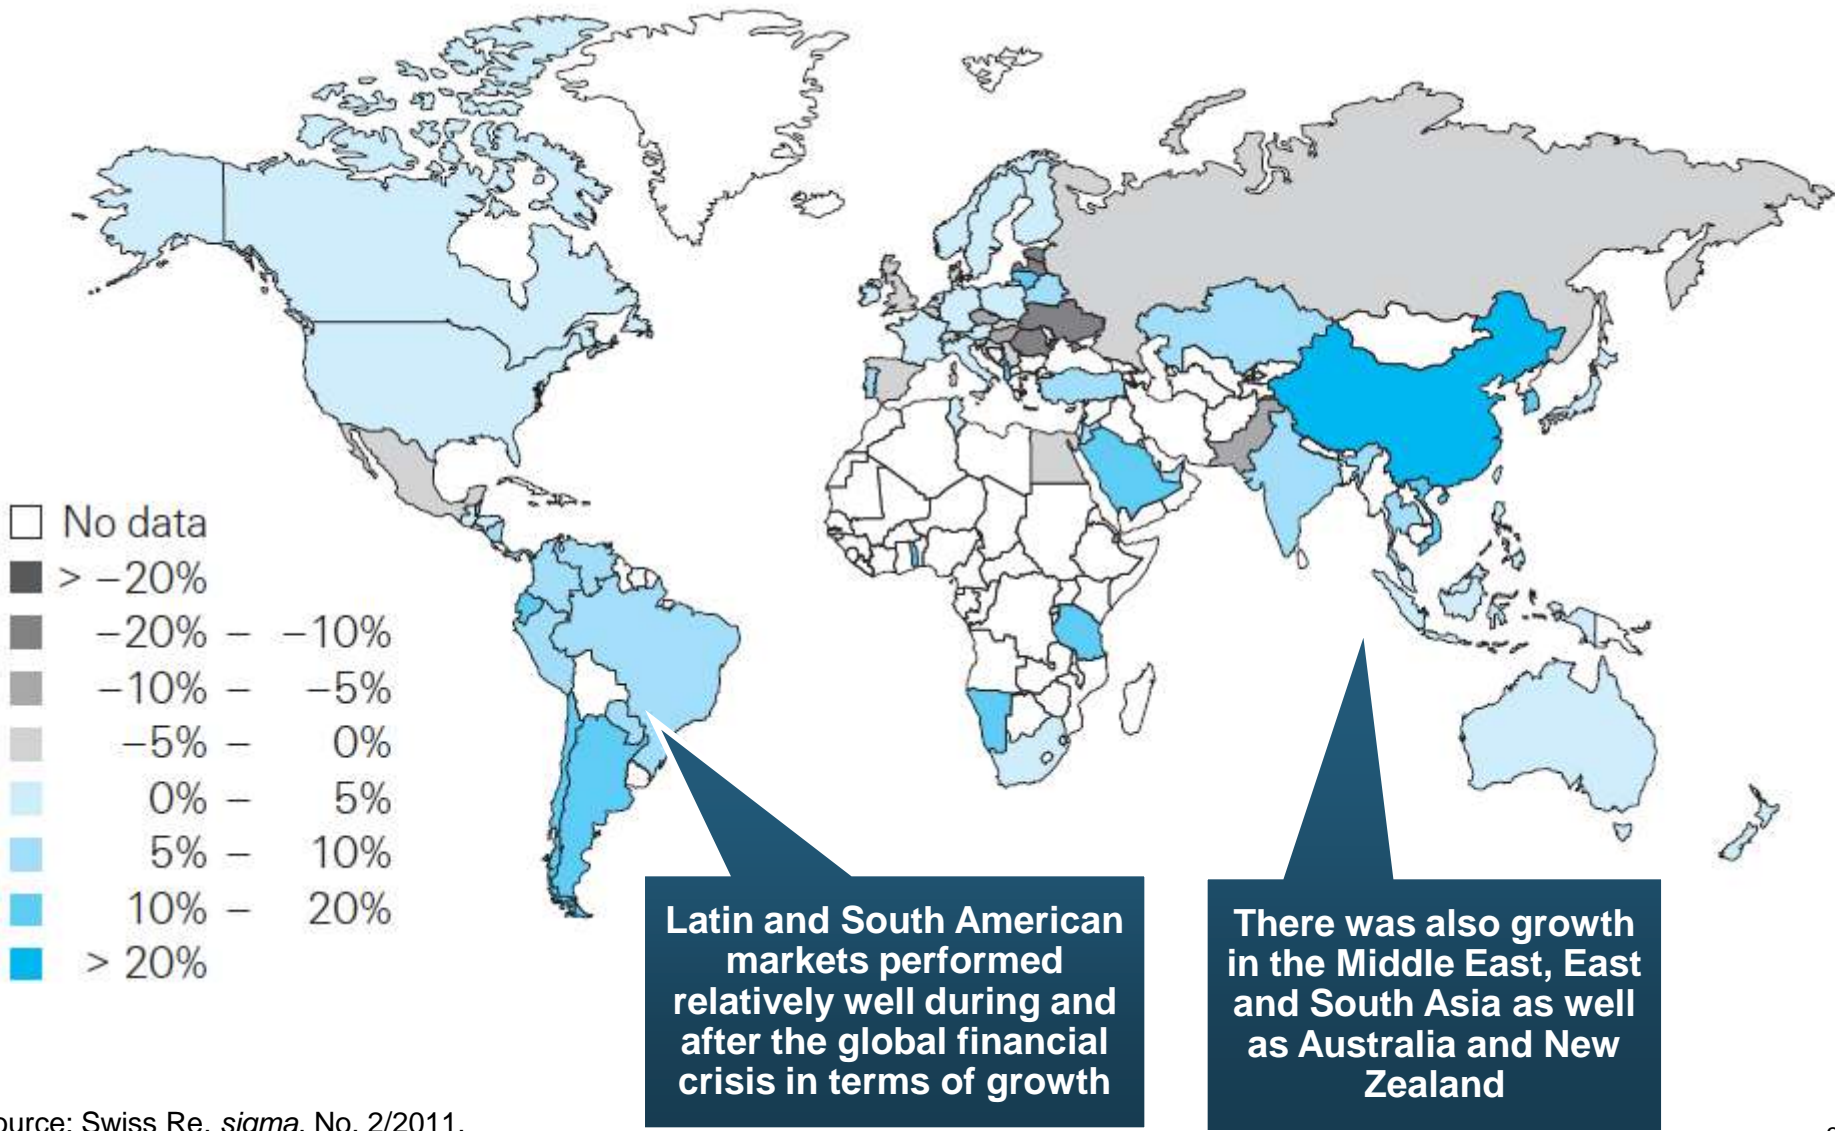 No data
> –20%
–20% – –10%
–10% – –5%
–5% – 0%
0% – 5%
5% – 10%
10% – 20%
> 20%
Latin and South American
markets performed
relatively well during and
after the global financial
crisis in terms of growth
There was also growth
in the Middle East, East
and South Asia as well
as Australia and New
Zealand
ource: Swiss Re, sigma, No. 2/2011.